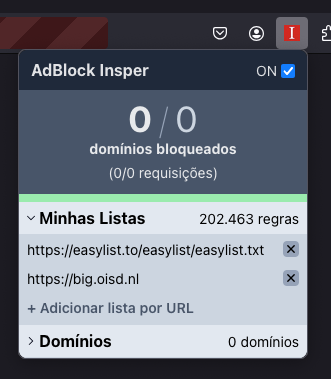 I
AdBlock Insper
ON
0 / 0
domínios bloqueados
(0/0 requisições)
Minhas Listas
202.463 regras
https://easylist.to/easylist/easylist.txt
https://big.oisd.nl
+ Adicionar lista por URL
Domínios
0 domínios